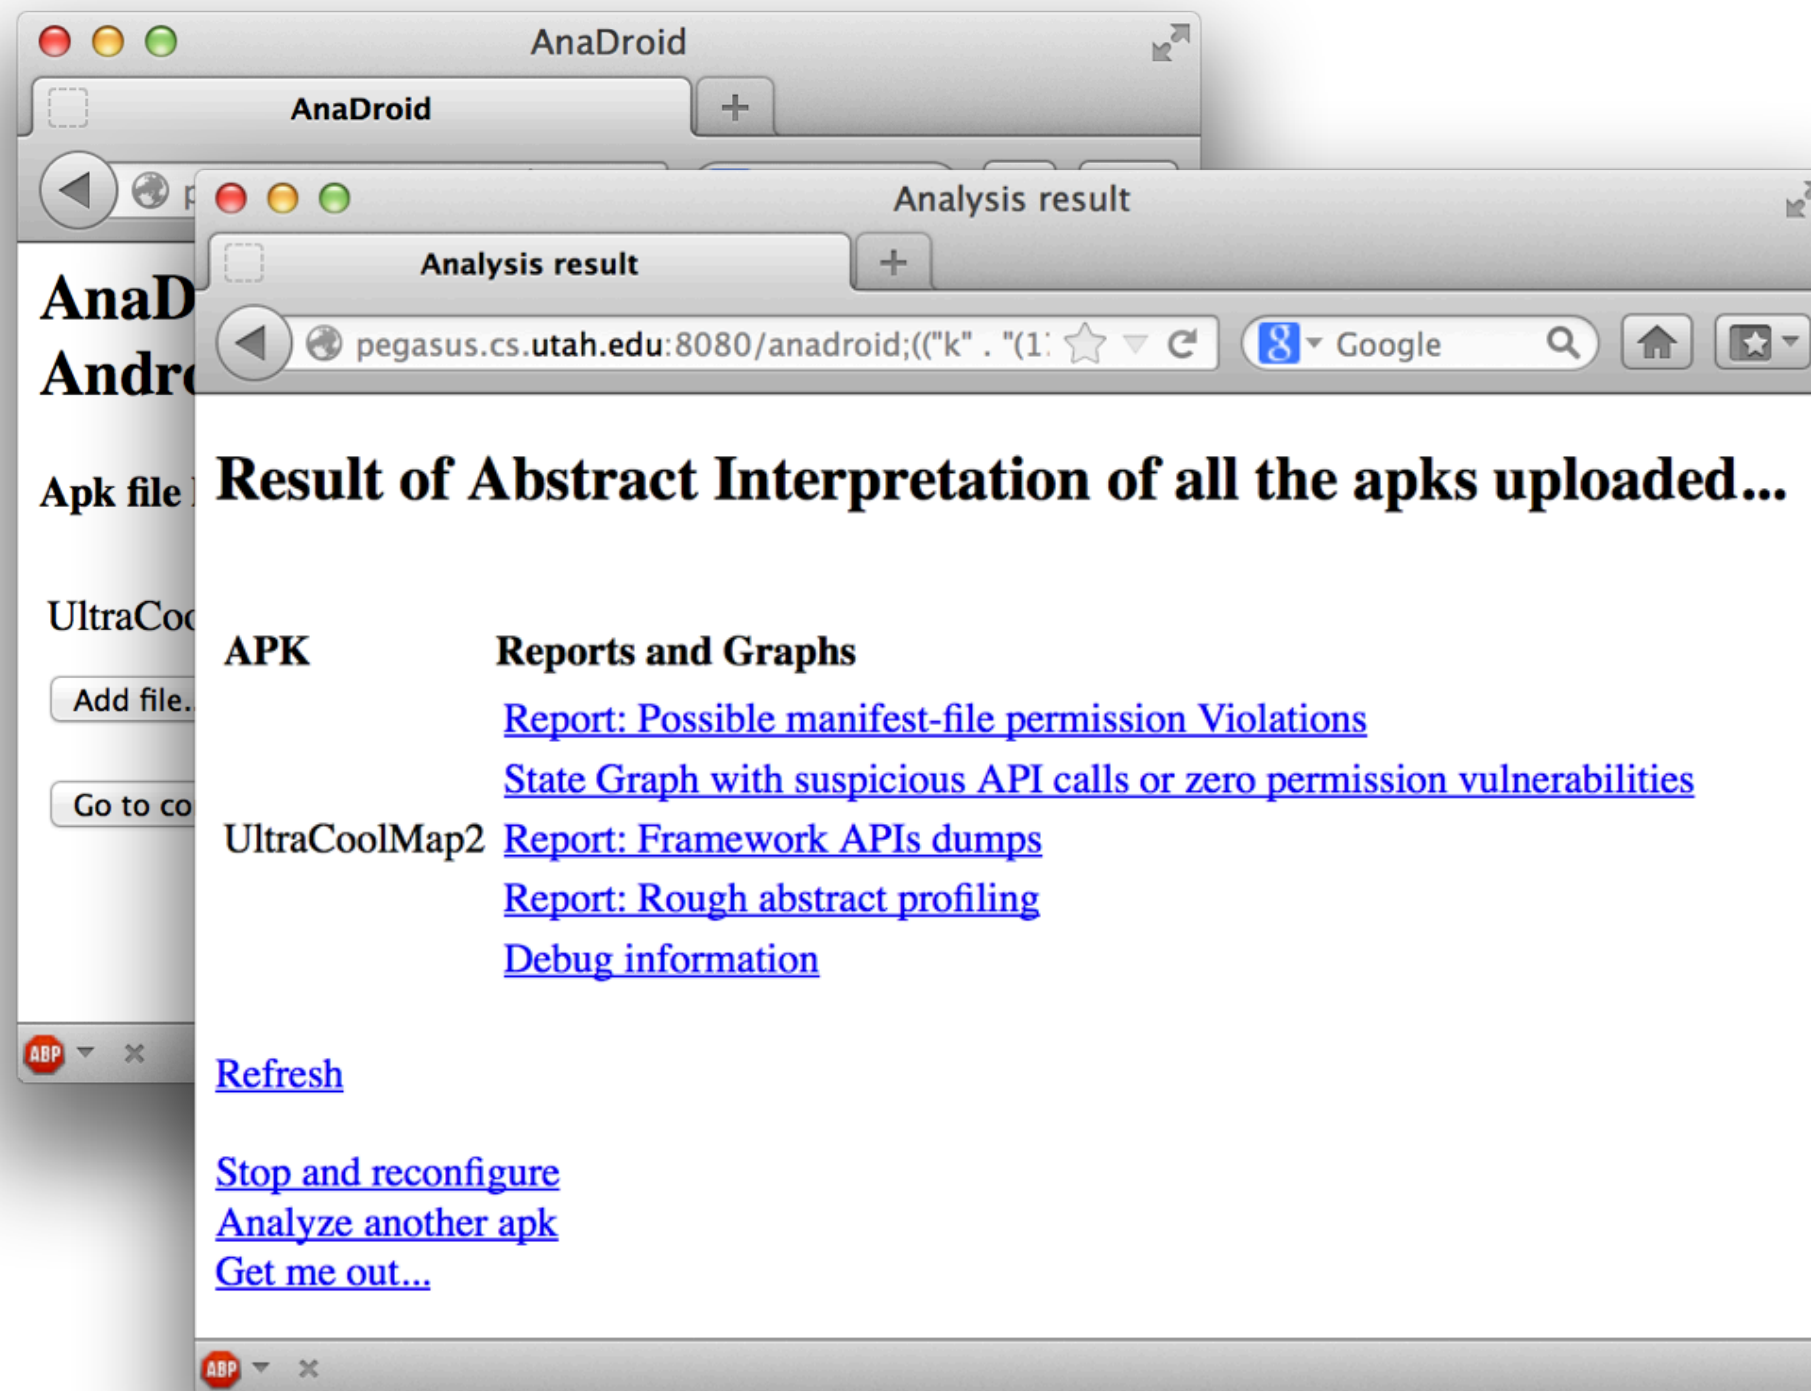 AnaDroid
AnaDroid
Analysis result
Analysis result
pegasus.cs.utah.edu:8080/anadroid;(("k" . "(1
Google
AnaD
Andro
Apk file
UltraCoo
Add file..
Go to co
Result of Abstract Interpretation of all the apks uploaded...
APK Reports and Graphs
Report: Possible manifest-file permission Violations
State Graph with suspicious API calls or zero permission vulnerabilities
UltraCoolMap2 Report: Framework APIs dumps
Report: Rough abstract profiling
Debug information
Refresh
Stop and reconfigure
Analyze another apk
Get me out...
ABP
ABP